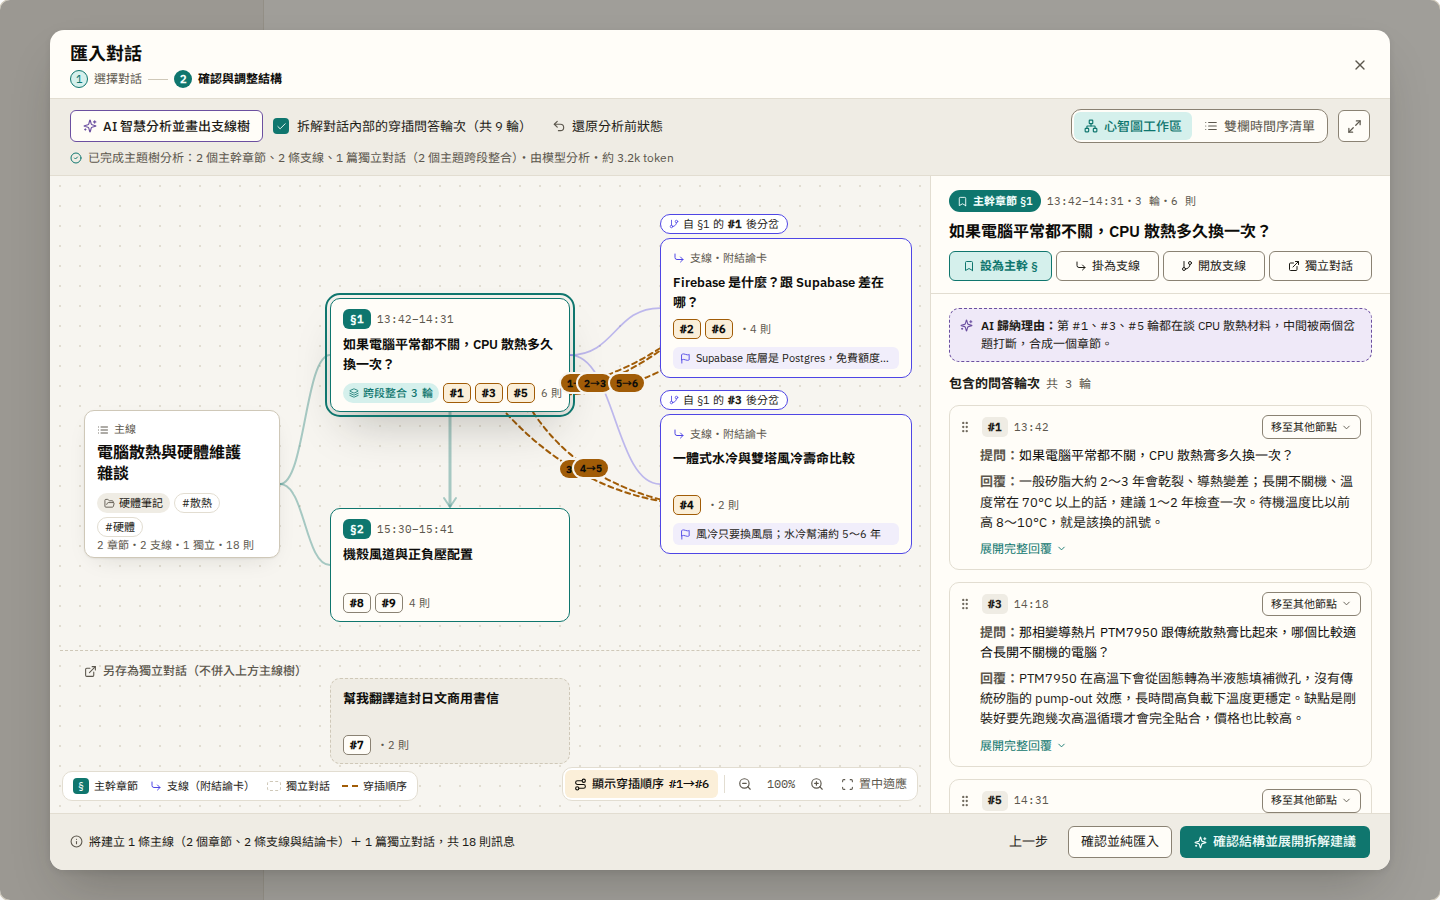 匯入對話
1 選擇對話 2 確認與調整結構
AI 智慧分析並畫出支線樹
拆解對話內部的穿插問答輪次（共 9 輪）
還原分析前狀態
心智圖工作區
雙欄時間序清單
已完成主題樹分析：2 個主幹章節、2 條支線、1 篇獨立對話（2 個主題跨段整合）・由模型分析・約 3.2k token
主線
電腦散熱與硬體維護
雜談
硬體筆記 #散熱
#硬體
2 章節・2 支線・1 獨立・18 則
§1 13:42–14:31
如果電腦平常都不關，CPU 散熱多久
換一次？
跨段整合 3 輪 #1 #3 #5 6 則
2→3 5→6
4→5
§2 15:30–15:41
機殼風道與正負壓配置
#8 #9 4 則
自 §1 的 #1 後分岔
支線・附結論卡
Firebase 是什麼？跟 Supabase 差在
哪？
#2 #6 ・4 則
Supabase 底層是 Postgres，免費額度...
自 §1 的 #3 後分岔
支線・附結論卡
一體式水冷與雙塔風冷壽命比較
#4 ・2 則
風冷只要換風扇；水冷幫浦約 5～6 年
另存為獨立對話（不併入上方主線樹）
幫我翻譯這封日文商用書信
#7 ・2 則
§ 主幹章節 支線（附結論卡） 獨立對話 穿插順序
顯示穿插順序 #1→#6
100%
置中適應
主幹章節 §1 13:42–14:31・3 輪・6 則
如果電腦平常都不關，CPU 散熱多久換一次？
設為主幹 §
掛為支線
開放支線
獨立對話
AI 歸納理由：第 #1、#3、#5 輪都在談 CPU 散熱材料，中間被兩個岔
題打斷，合成一個章節。
包含的問答輪次 共 3 輪
#1 13:42 移至其他節點
提問：如果電腦平常都不關，CPU 散熱膏多久換一次？
回覆：一般矽脂大約 2～3 年會乾裂、導熱變差；長開不關機、溫
度常在 70°C 以上的話，建議 1～2 年檢查一次。待機溫度比以前
高 8～10°C，就是該換的訊號。
展開完整回覆
#3 14:18 移至其他節點
提問：那相變導熱片 PTM7950 跟傳統散熱膏比起來，哪個比較適
合長開不關的電腦？
回覆：PTM7950 在高溫下會從固態轉為半液態填補微孔，沒有傳
統矽脂的 pump-out 效應，長時間高負載下溫度更穩定。缺點是剛
裝好要先跑幾次高溫循環才會完全貼合，價格也比較高。
展開完整回覆
#5 14:31 移至其他節點
將建立 1 條主線（2 個章節、2 條支線與結論卡）＋ 1 篇獨立對話，共 18 則訊息
上一步
確認並純匯入
確認結構並展開拆解建議